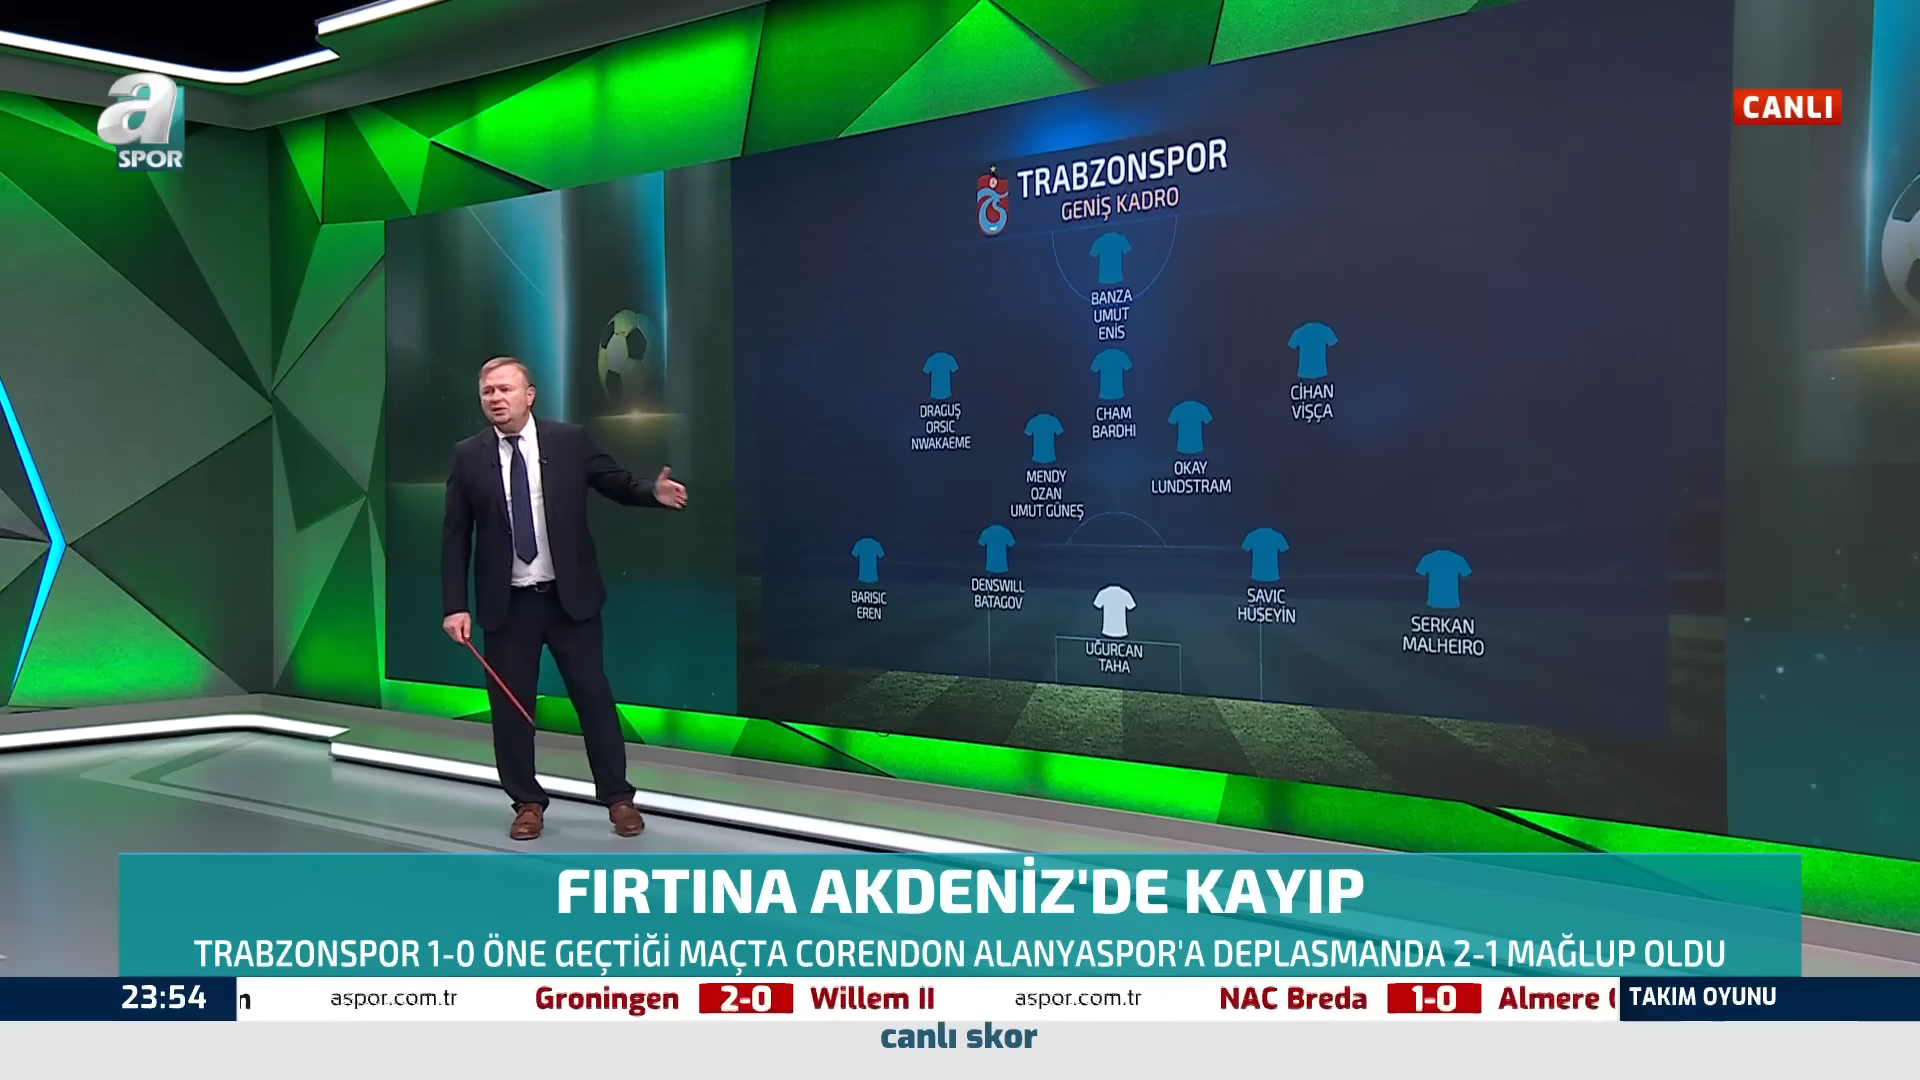 a
SPOR
CANLI
TRABZONSPOR
GENİŞ KADRO
BANZA
UMUT
ENİS
DRAGUŞ
ORSIC
NWAKAEME
CHAM
BARDHI
CİHAN
VİŞÇA
MENDY
OZAN
UMUT GÜNEŞ
OKAY
LUNDSTRAM
BARISIC
EREN
DENSWILL
BATAGOV
UĞURCAN
TAHA
SAVIC
HÜSEYİN
SERKAN
MALHEIRO
FIRTINA AKDENİZ'DE KAYIP
TRABZONSPOR 1-0 ÖNE GEÇTİĞİ MAÇTA CORENDON ALANYASPOR'A DEPLASMANDA 2-1 MAĞLUP OLDU
23:54 n aspor.com.tr Groningen 2-0 Willem II aspor.com.tr NAC Breda 1-0 Almere TAKIM OYUNU
canlı skor